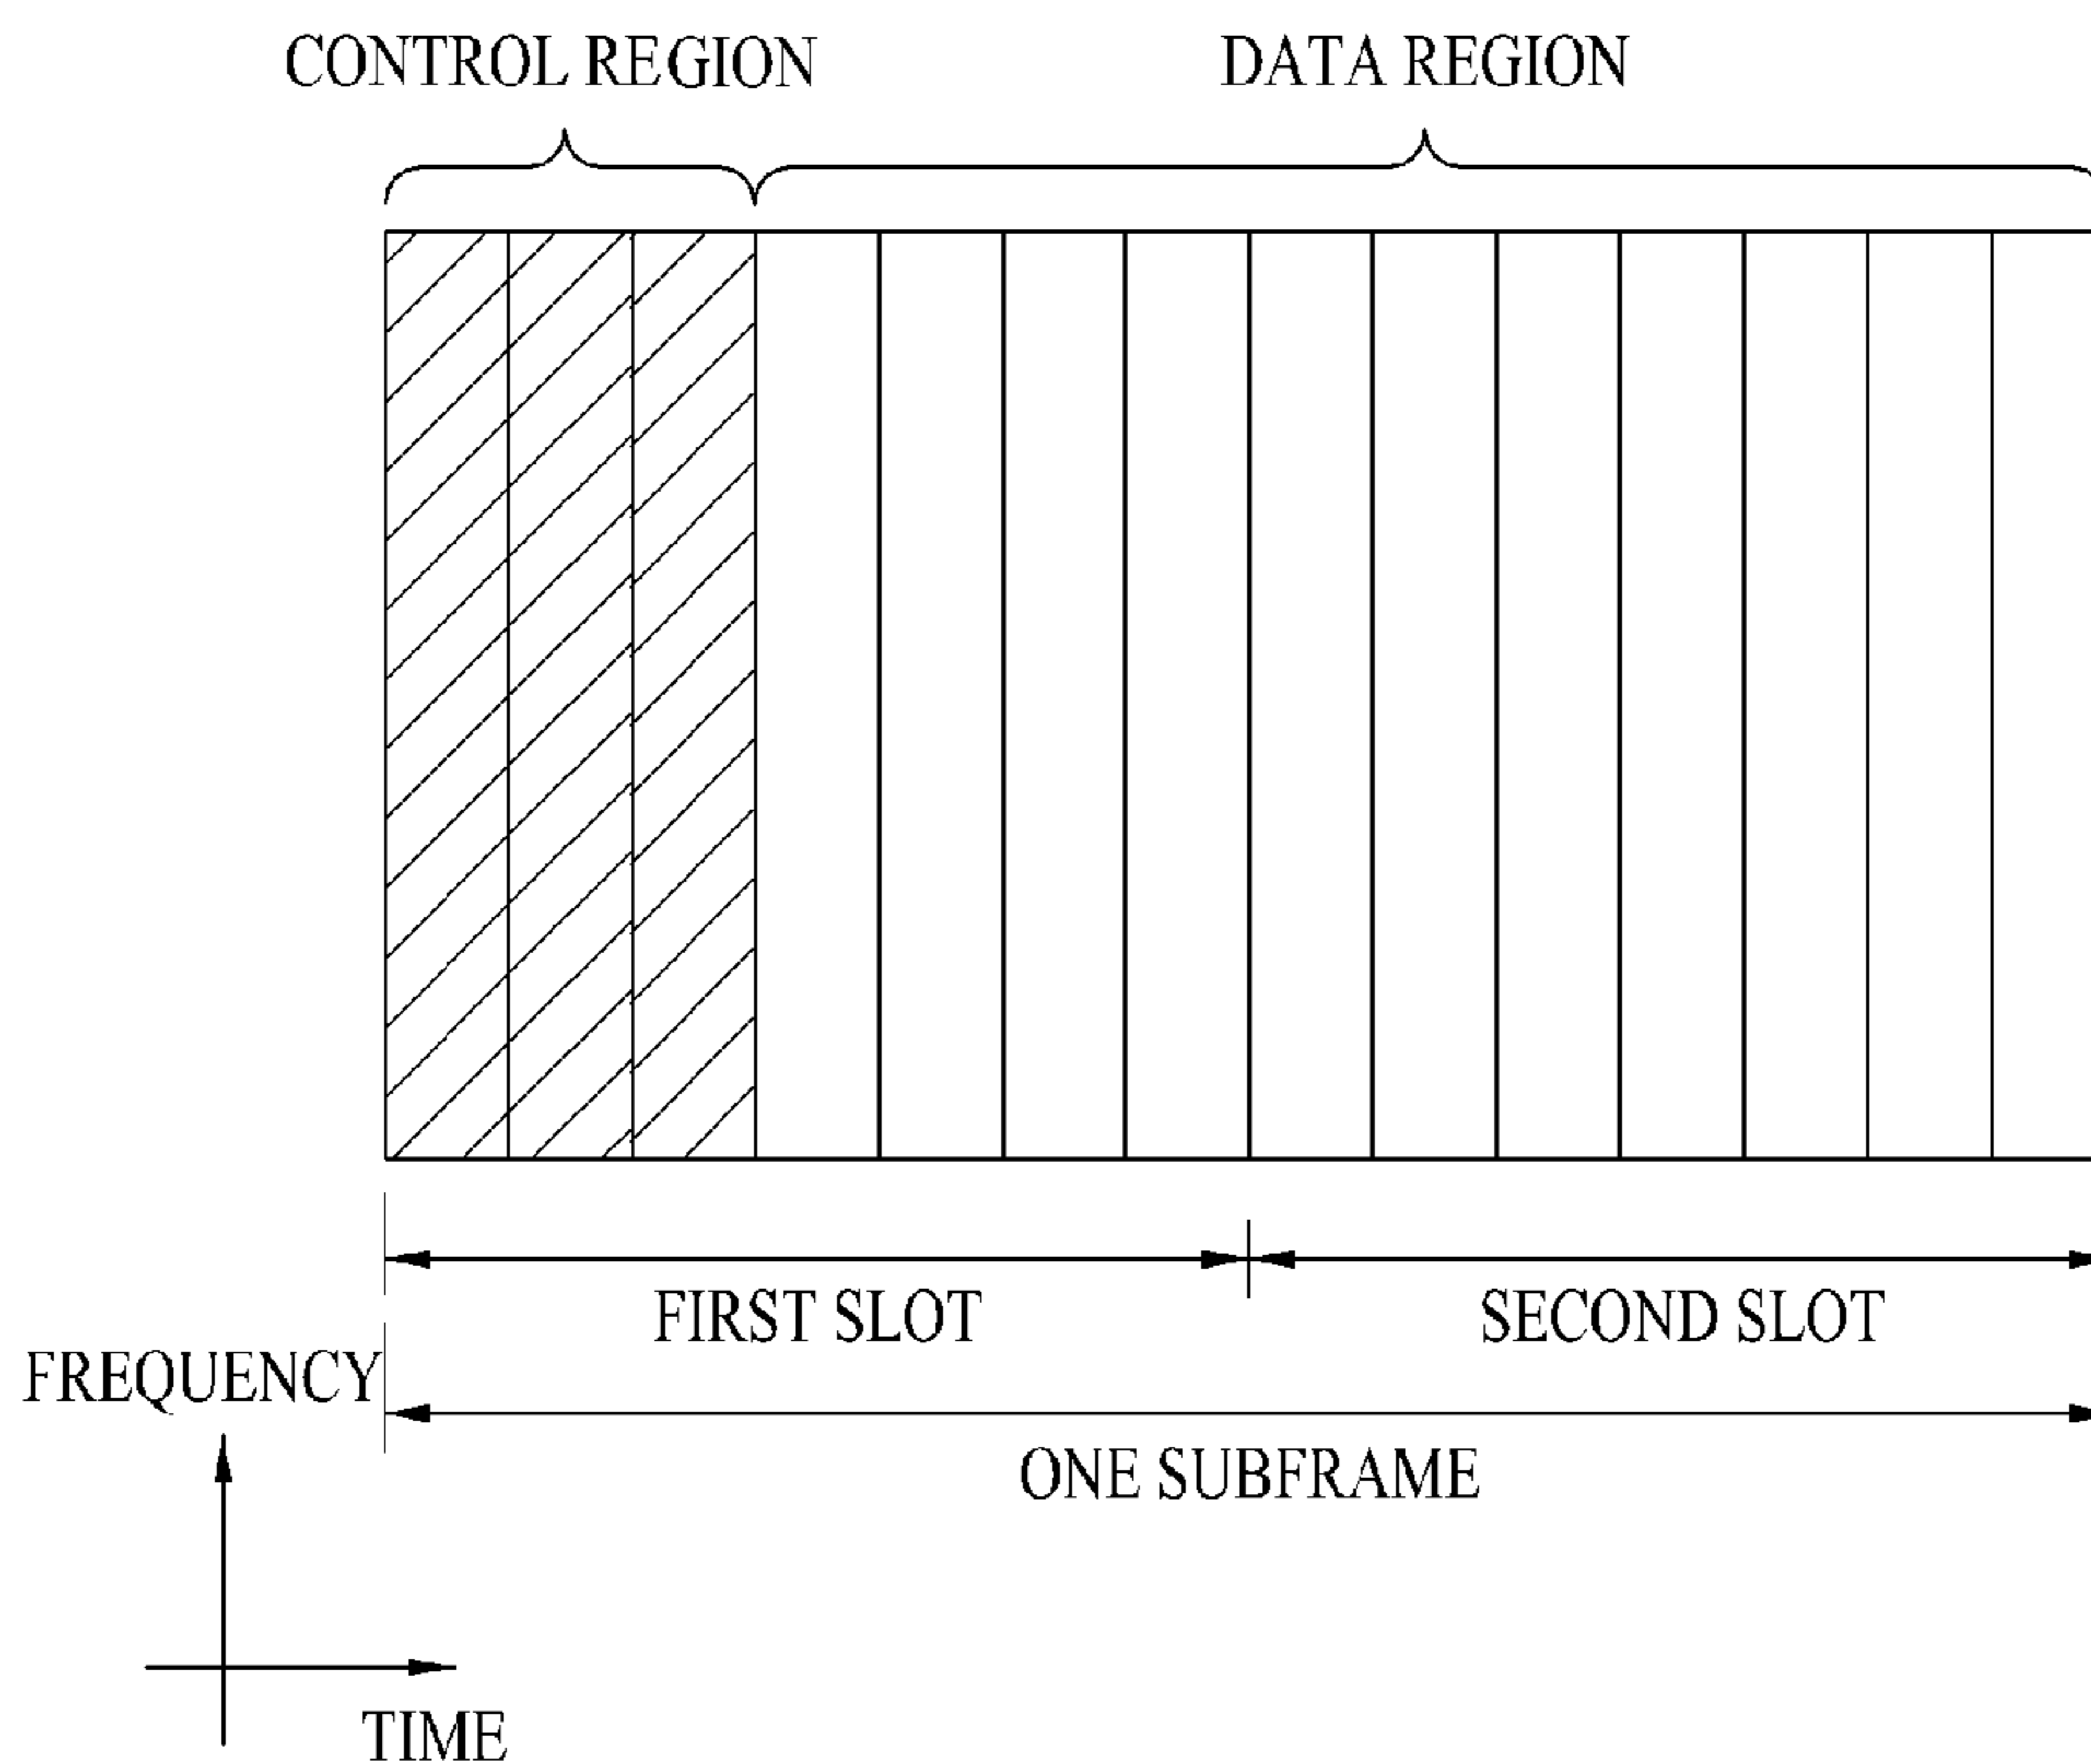 CONTROL REGION
DATA REGION
FIRST SLOT
SECOND SLOT
FREQUENCY
ONE SUBFRAME
TIME